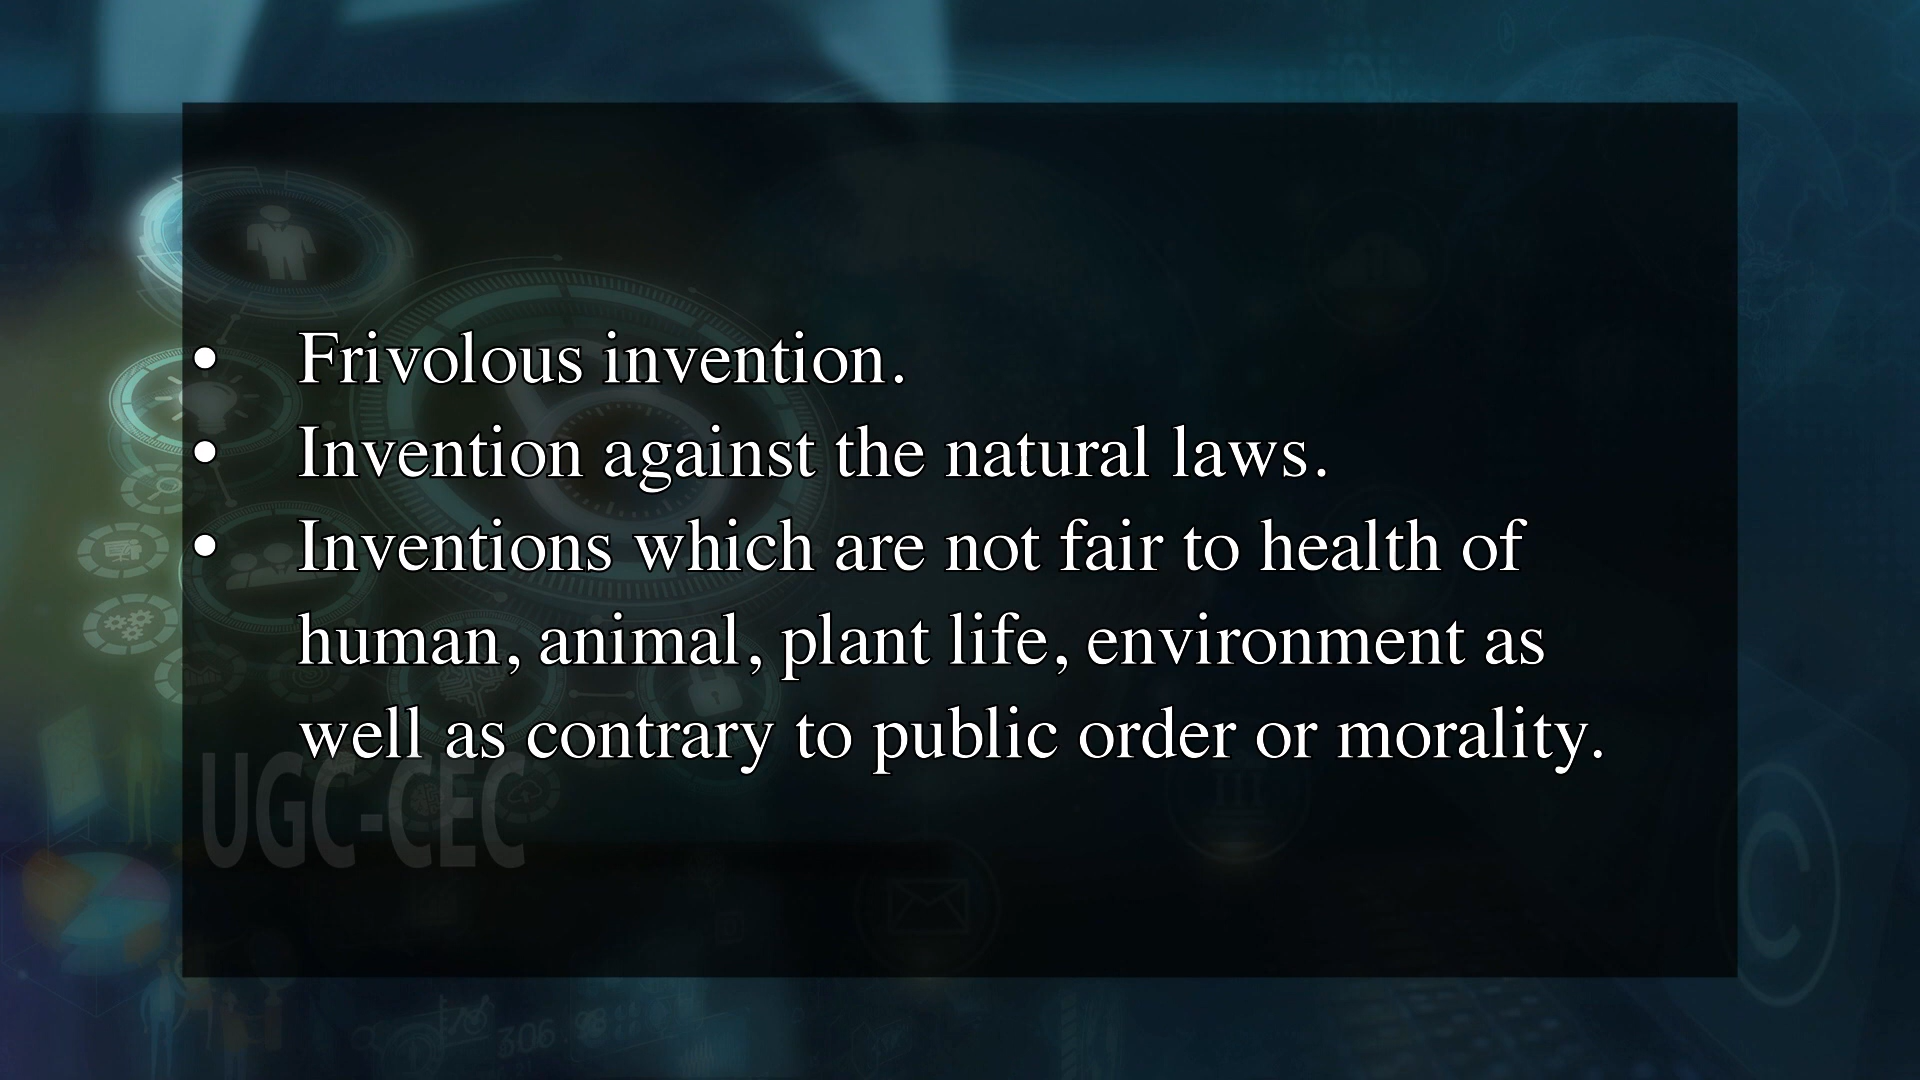 • Frivolous invention.
• Invention against the natural laws.
• Inventions which are not fair to health of
human, animal, plant life, environment as
well as contrary to public order or morality.
UGC-CEC
306